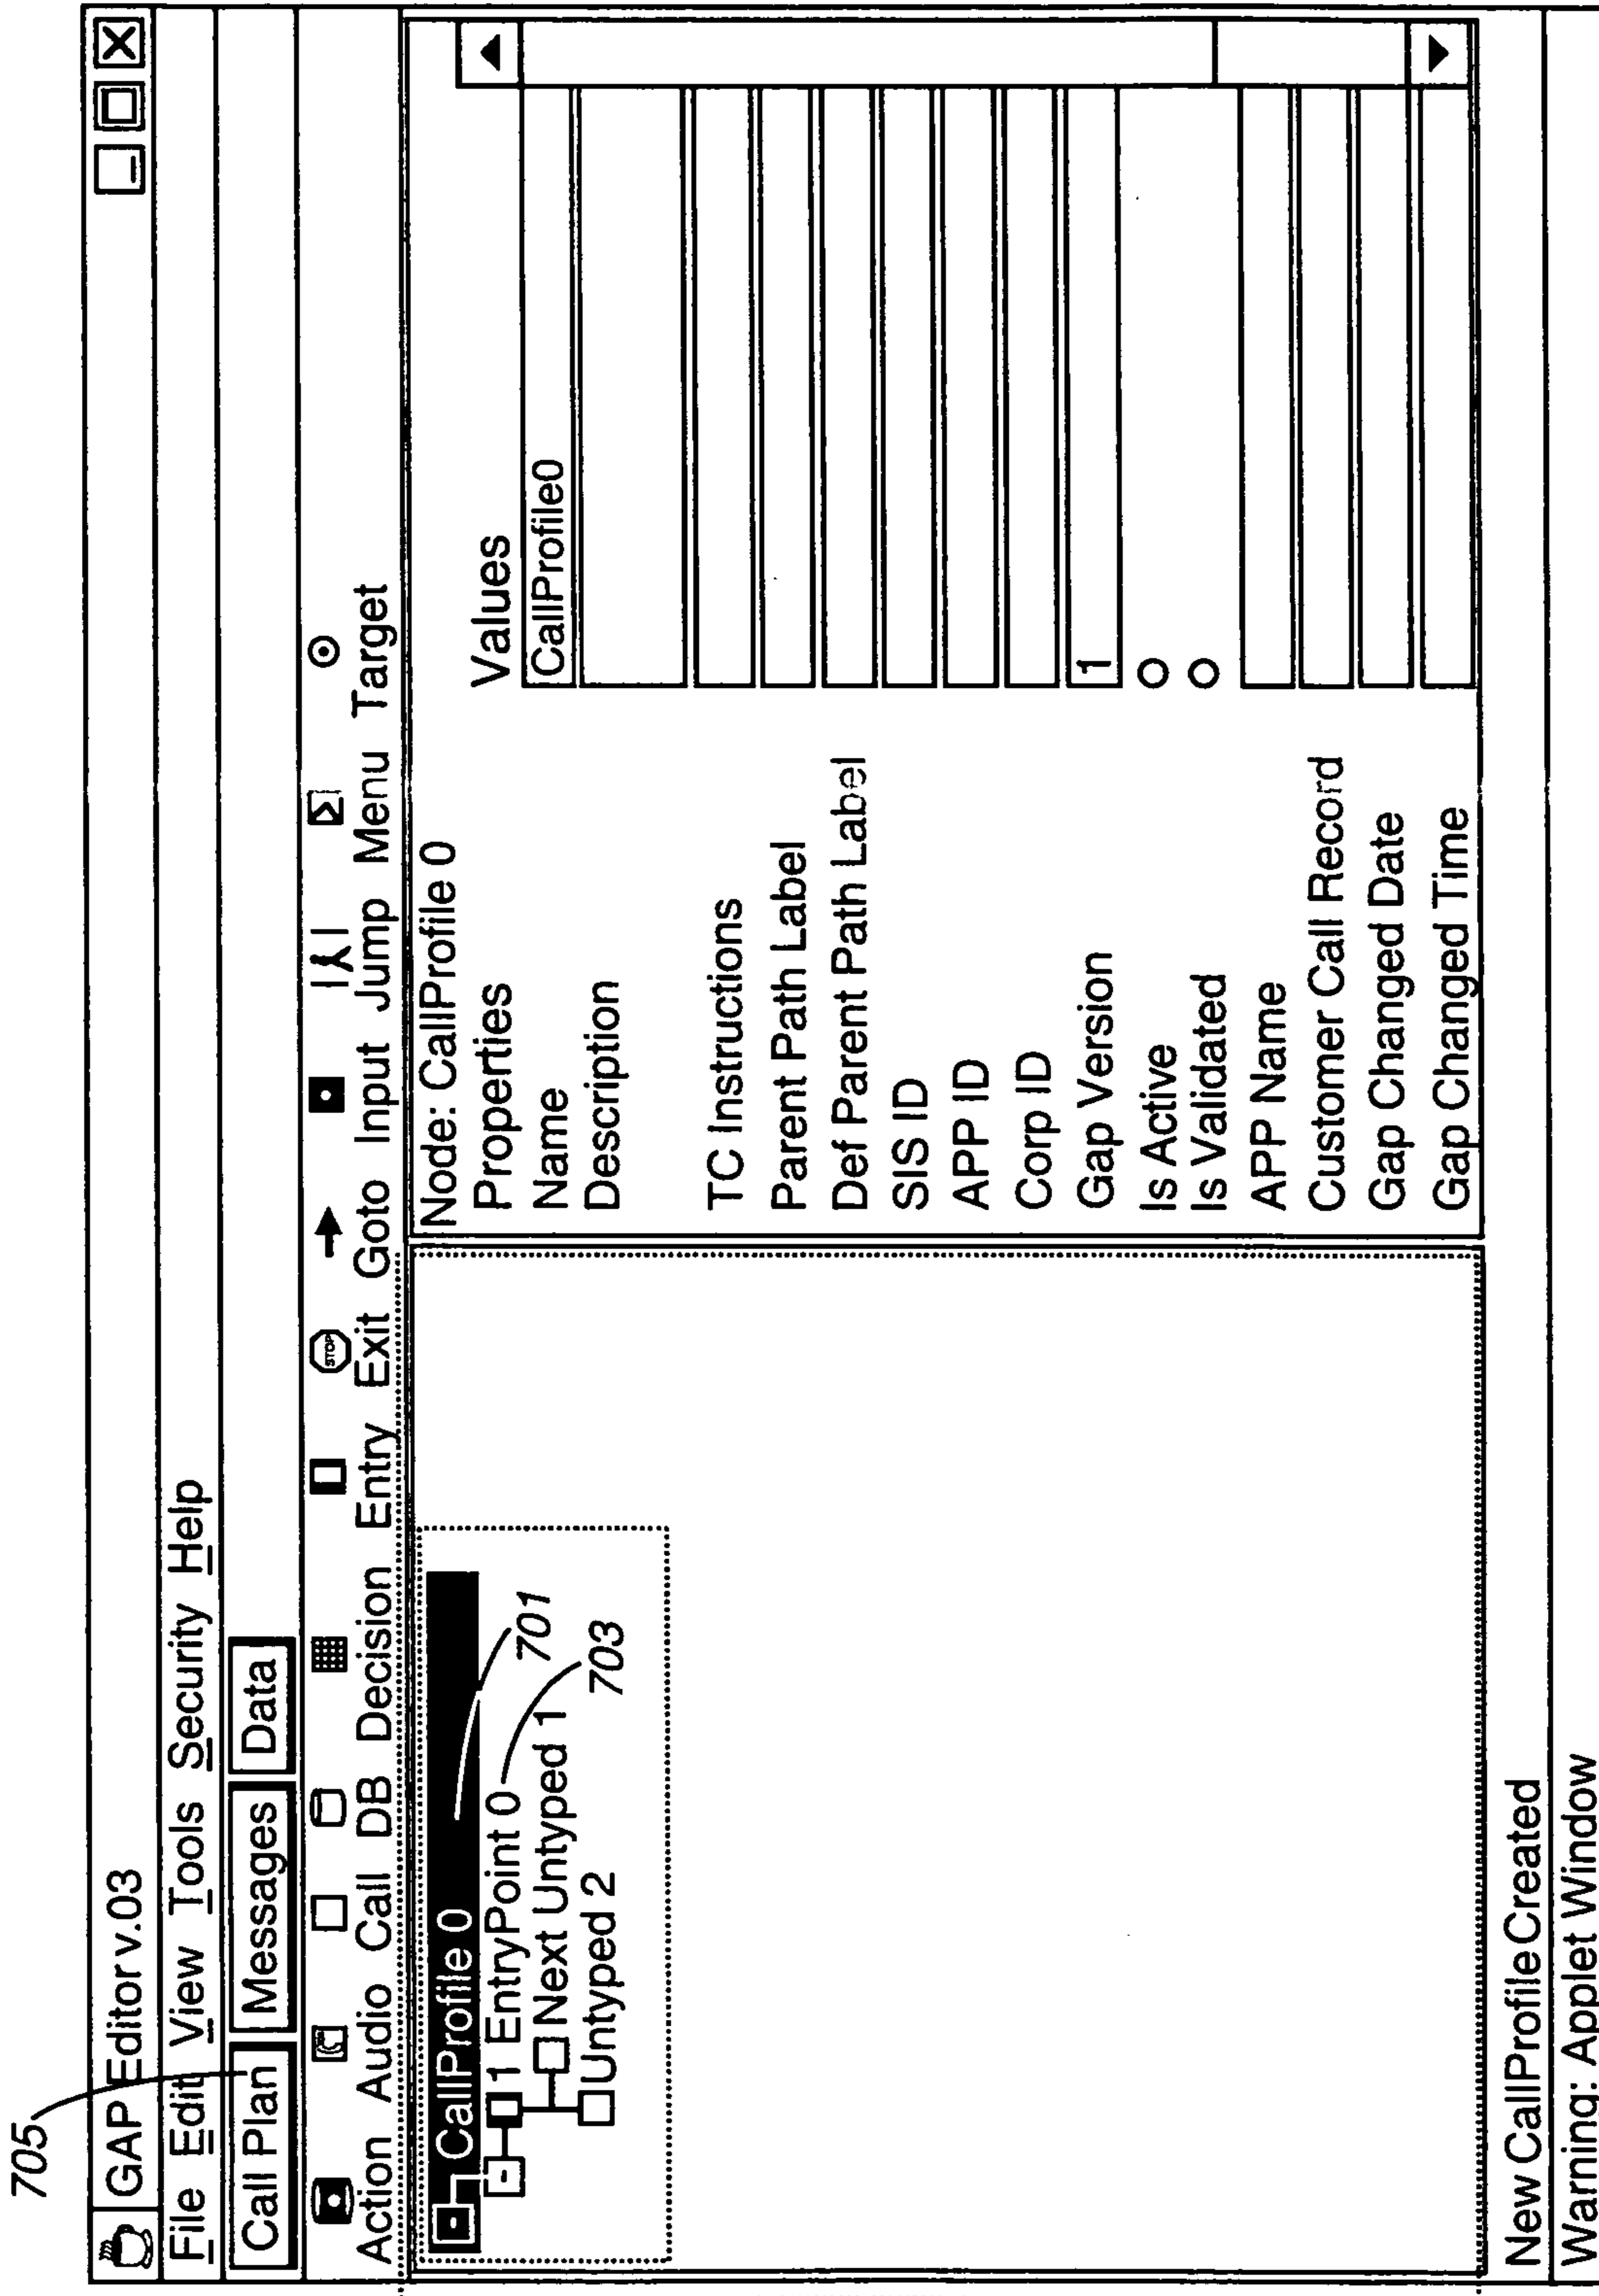 705
GAP Editor v.03
File Edit View Tools Security Help
Call Plan Messages Data
STOP
Action Audio Call DB Decision Entry Exit Goto Input Jump Menu Target
CallProfile 0
1 EntryPoint 0
Next Untyped 1
Untyped 2
701
703
Node: CallProfile 0
Properties Values
Name CallProfile0
Description
TC Instructions
Parent Path Label
Def Parent Path Label
SIS ID
APP ID
Corp ID
Gap Version 1
Is Active
Is Validated
APP Name
Customer Call Record
Gap Changed Date
Gap Changed Time
New CallProfile Created
Warning: Applet Window